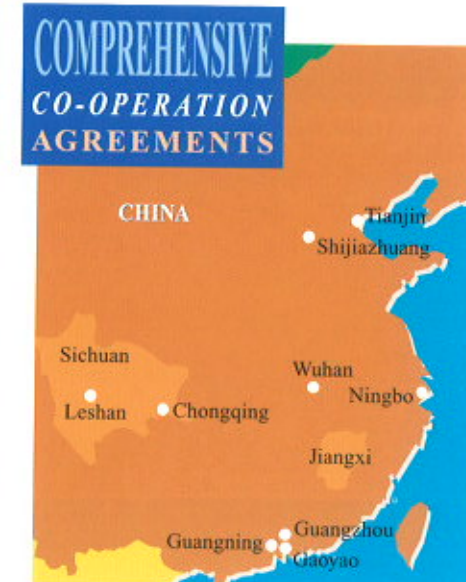 COMPREHENSIVE
CO-OPERATION
AGREEMENTS
CHINA
Tianjin
Shijiazhuang
Sichuan
Wuhan
Leshan
Chongqing
Ningbo
Jiangxi
Guangning
Guangzhou
Gaoyao